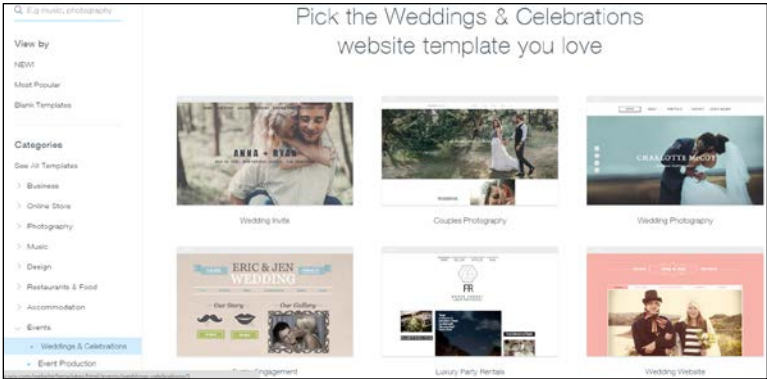 E.g music, photography
View by
NEW!
Most Popular
Blank Templates
Categories
See All Templates
Business
Online Store
Photography
Music
Design
Restaurants & Food
Accommodation
Events
Weddings & Celebrations
Event Production
Pick the Weddings & Celebrations
website template you love
ANNA + RYAN
Wedding Invite
Couples Photography
CHARLOTTE McCOY
Wedding Photography
ERIC & JEN
WEDDING
Our Story
Our Gallery
Engagement
FR
Luxury Party Rentals
Wedding Website